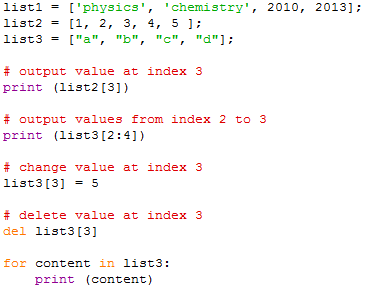 list1 = ['physics', 'chemistry', 2010, 2013];
list2 = [1, 2, 3, 4, 5 ];
list3 = ["a", "b", "c", "d"];
# output value at index 3
print (list2[3])
# output values from index 2 to 3
print (list3[2:4])
# change value at index 3
list3[3] = 5
# delete value at index 3
del list3[3]
for content in list3:
    print (content)